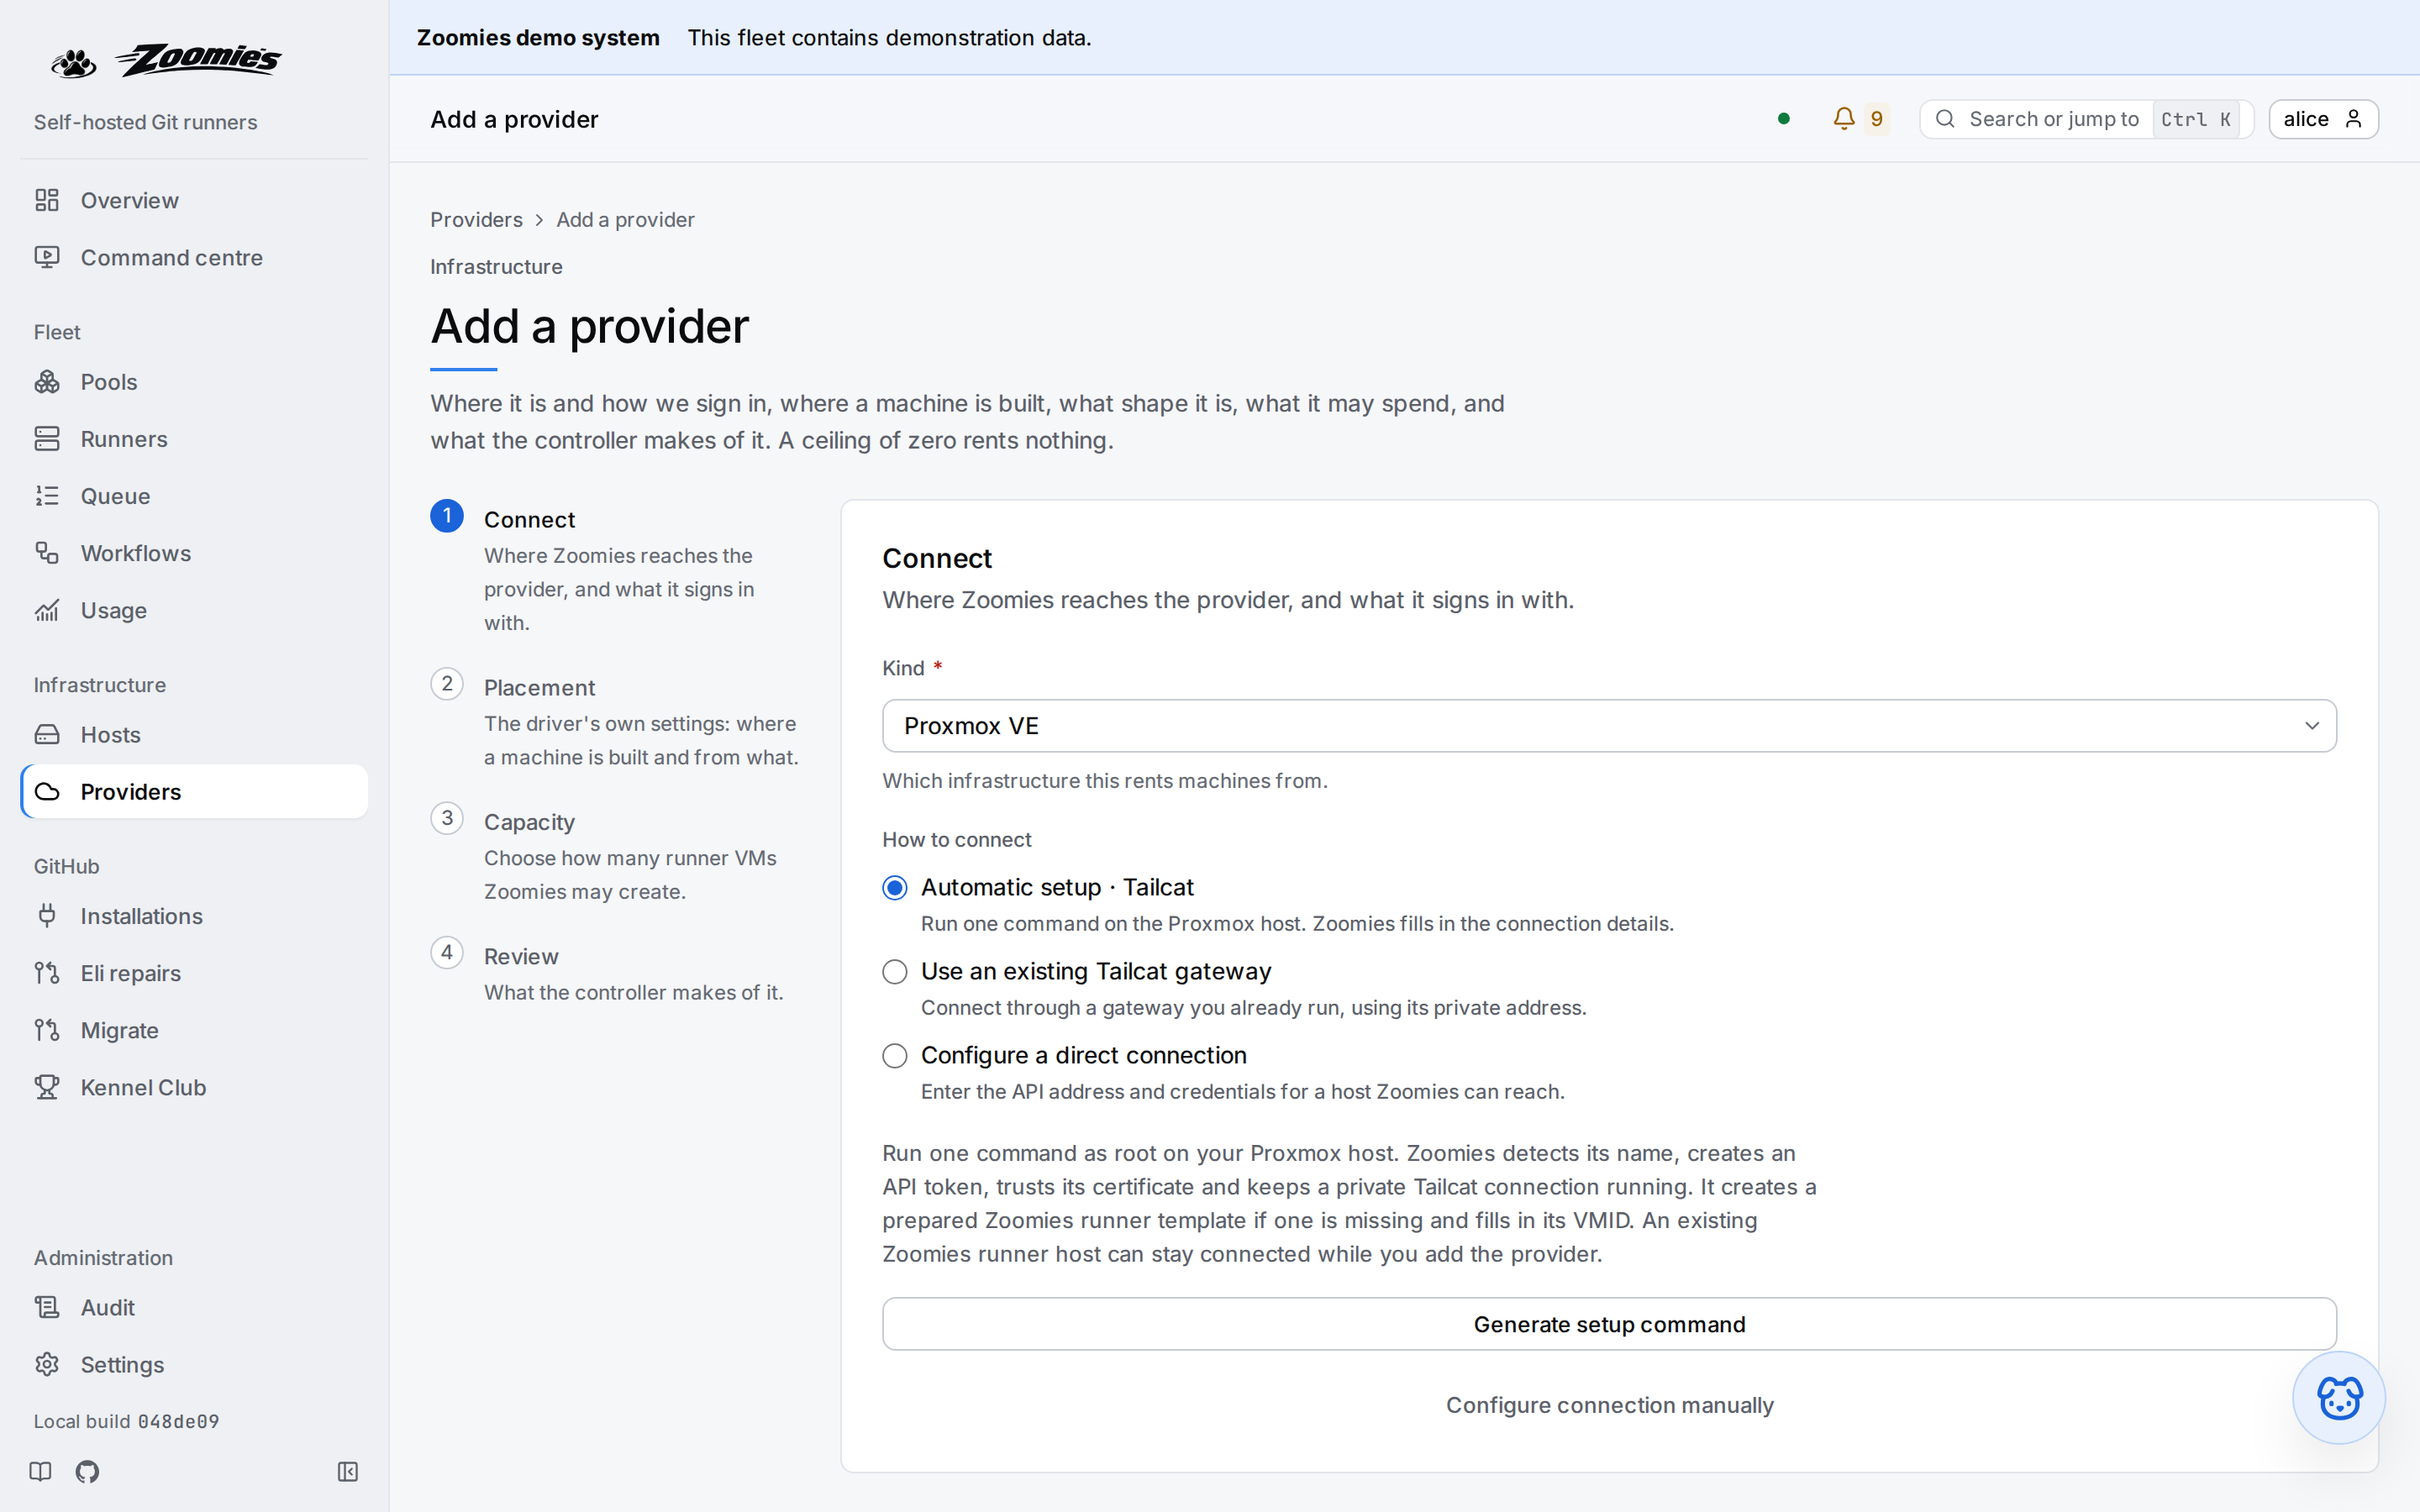 Zoomies
Self-hosted Git runners
Overview
Command centre
Fleet
Pools
Runners
Queue
Workflows
Usage
Infrastructure
Hosts
Providers
GitHub
Installations
Eli repairs
Migrate
Kennel Club
Administration
Audit
Settings
Local build 048de09
Zoomies demo system This fleet contains demonstration data.
Add a provider
9
Search or jump to Ctrl K
alice
Providers > Add a provider
Infrastructure
Add a provider
Where it is and how we sign in, where a machine is built, what shape it is, what it may spend, and
what the controller makes of it. A ceiling of zero rents nothing.
1 Connect
Where Zoomies reaches the
provider, and what it signs in
with.
2 Placement
The driver's own settings: where
a machine is built and from what.
3 Capacity
Choose how many runner VMs
Zoomies may create.
4 Review
What the controller makes of it.
Connect
Where Zoomies reaches the provider, and what it signs in with.
Kind *
Proxmox VE
Which infrastructure this rents machines from.
How to connect
Automatic setup · Tailcat
Run one command on the Proxmox host. Zoomies fills in the connection details.
Use an existing Tailcat gateway
Connect through a gateway you already run, using its private address.
Configure a direct connection
Enter the API address and credentials for a host Zoomies can reach.
Run one command as root on your Proxmox host. Zoomies detects its name, creates an
API token, trusts its certificate and keeps a private Tailcat connection running. It creates a
prepared Zoomies runner template if one is missing and fills in its VMID. An existing
Zoomies runner host can stay connected while you add the provider.
Generate setup command
Configure connection manually